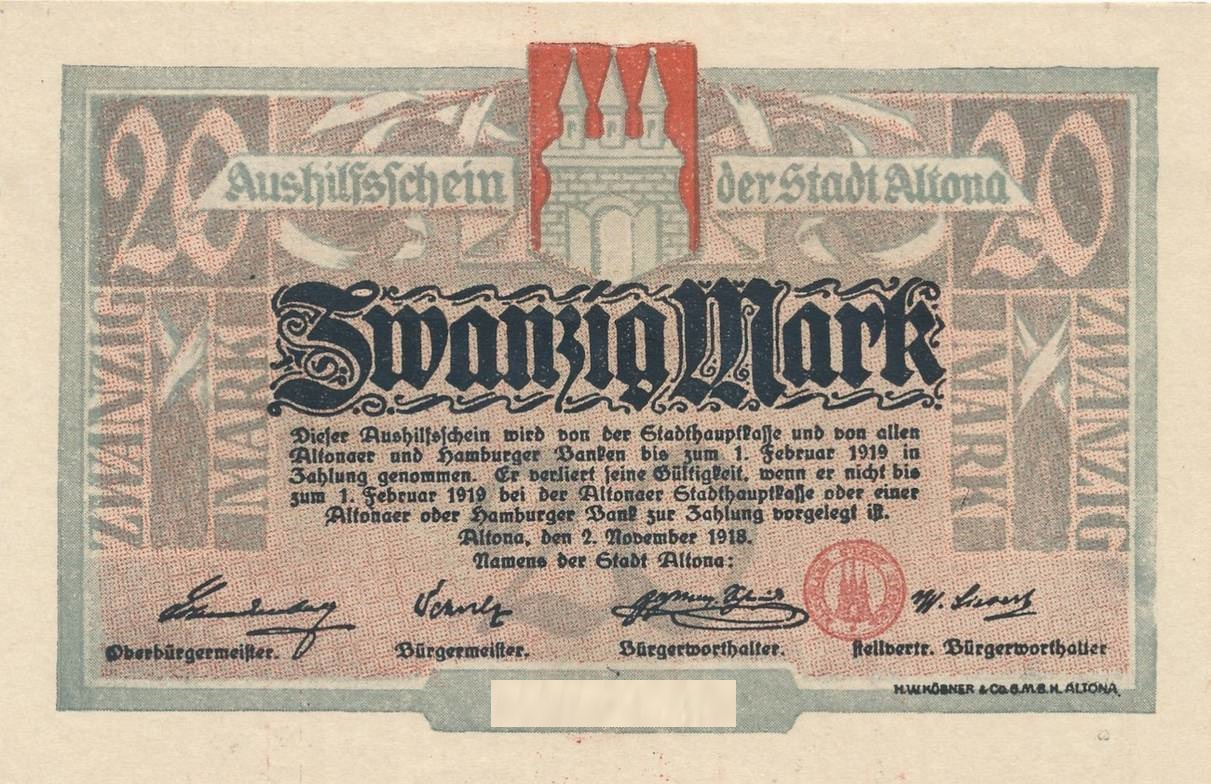 20
20
Aushilfsschein
der Stadt Altona
Zwanzig Mark
ZWANZIG
MARK
MARK
ZWANZIG
Dieser Aushilfsschein wird von der Stadthauptkasse und von allen
Altonaer und Hamburger Banken bis zum 1. Februar 1919 in
Zahlung genommen. Er verliert seine Gültigkeit, wenn er nicht bis
zum 1. Februar 1919 bei der Altonaer Stadthauptkasse oder einer
Altonaer oder Hamburger Bank zur Zahlung vorgelegt ist.
Altona, den 2. November 1918.
Namens der Stadt Altona:
Oberbürgermeister. Bürgermeister. Bürgerworthalter. stellvertr. Bürgerworthalter
H.W.KÖBNER & Co. G.M.B.H. ALTONA.